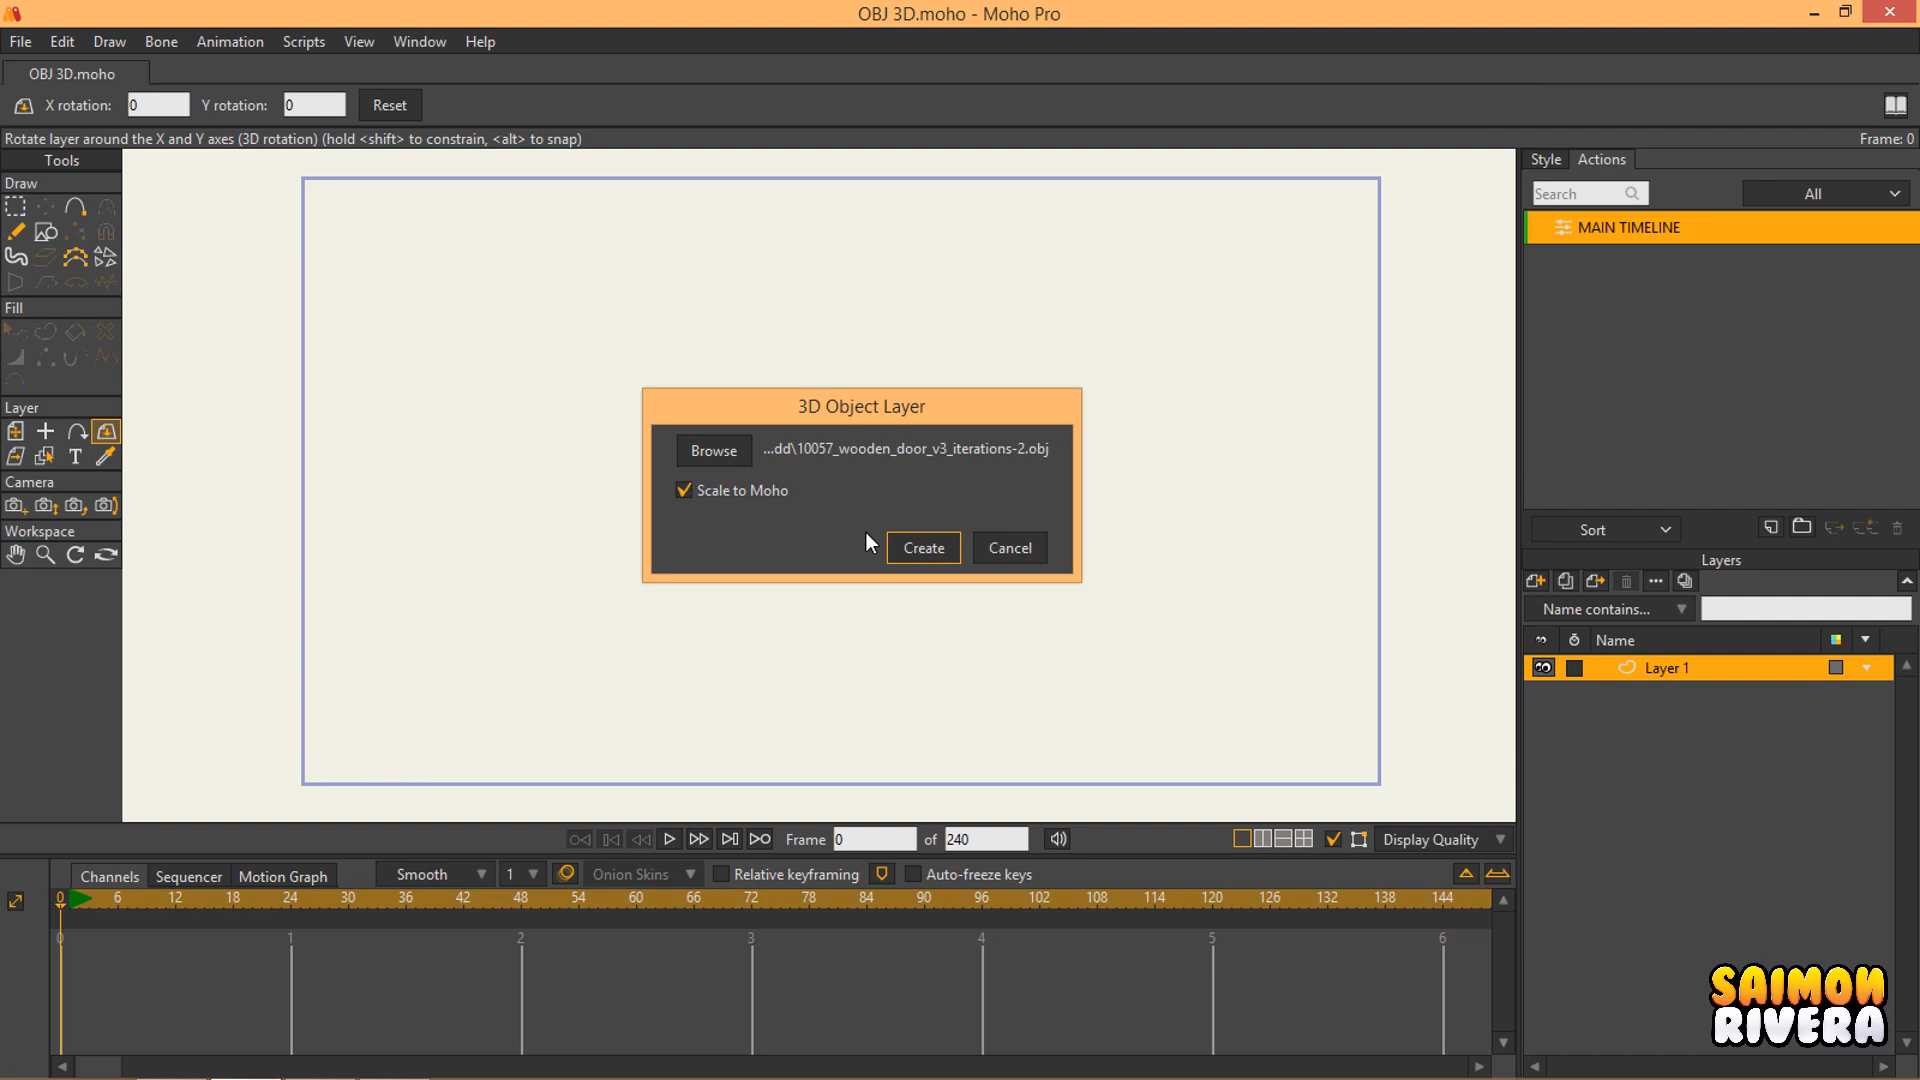 OBJ 3D.moho - Moho Pro
File Edit Draw Bone Animation Scripts View Window Help
OBJ 3D.moho
X rotation: 0 Y rotation: 0 Reset
Rotate layer around the X and Y axes (3D rotation) (hold <shift> to constrain, <alt> to snap) Frame: 0
Tools
Style Actions
Draw
Search All
MAIN TIMELINE
Fill
3D Object Layer
Layer
Browse ...dd\10057_wooden_door_v3_iterations-2.obj
T
Camera
Scale to Moho
Workspace
Sort
Create Cancel
Layers
Name contains...
Name
Layer 1
Frame 0 of 240 Display Quality
Channels Sequencer Motion Graph Smooth 1 Onion Skins Relative keyframing Auto-freeze keys
0 6 12 18 24 30 36 42 48 54 60 66 72 78 84 90 96 102 108 114 120 126 132 138 144
0 1 2 3 4 5 6
SAIMON
RIVERA